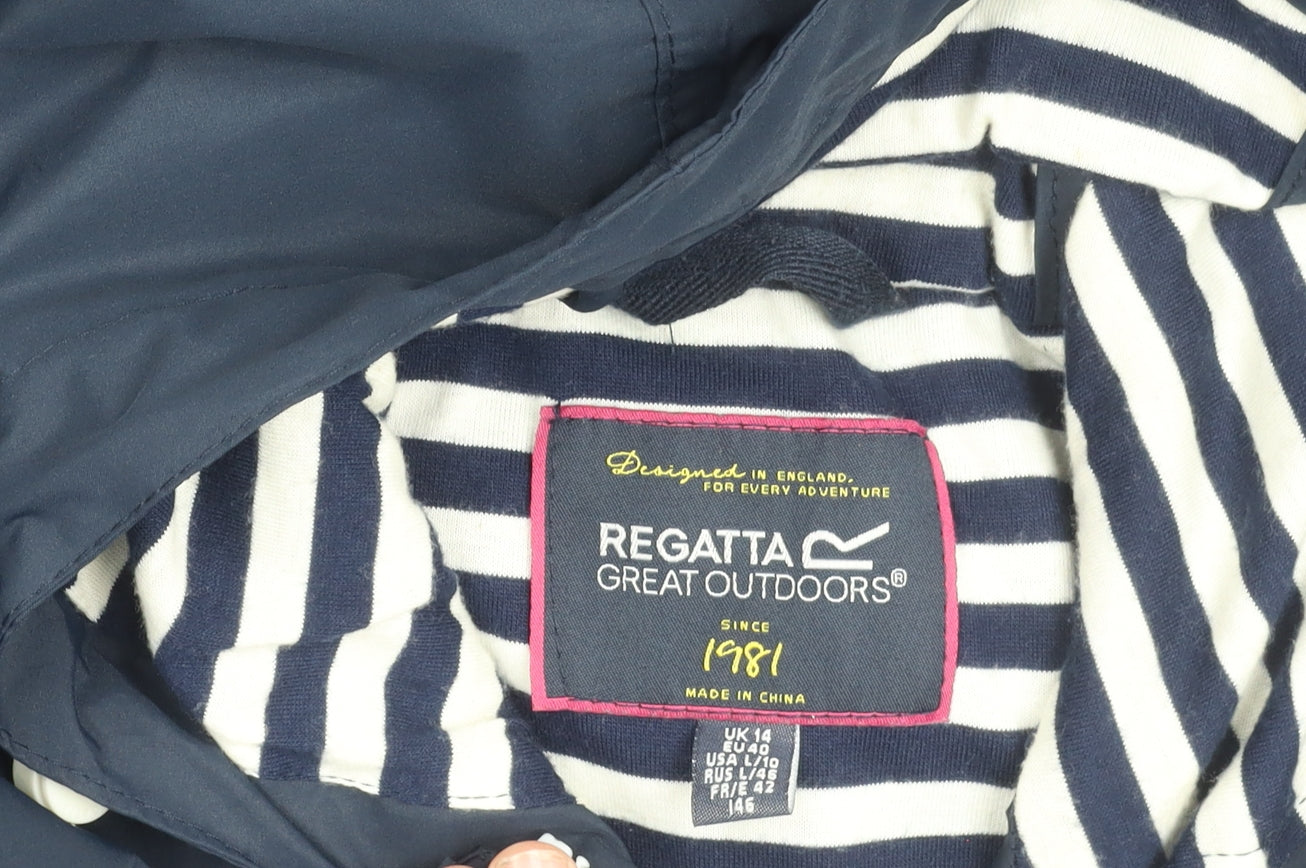 Designed IN ENGLAND.
FOR EVERY ADVENTURE
REGATTA
GREAT OUTDOORS®
SINCE
1981
MADE IN CHINA
UK 14
EU 40
USA L/10
RUS L/46
FR/E 42
146